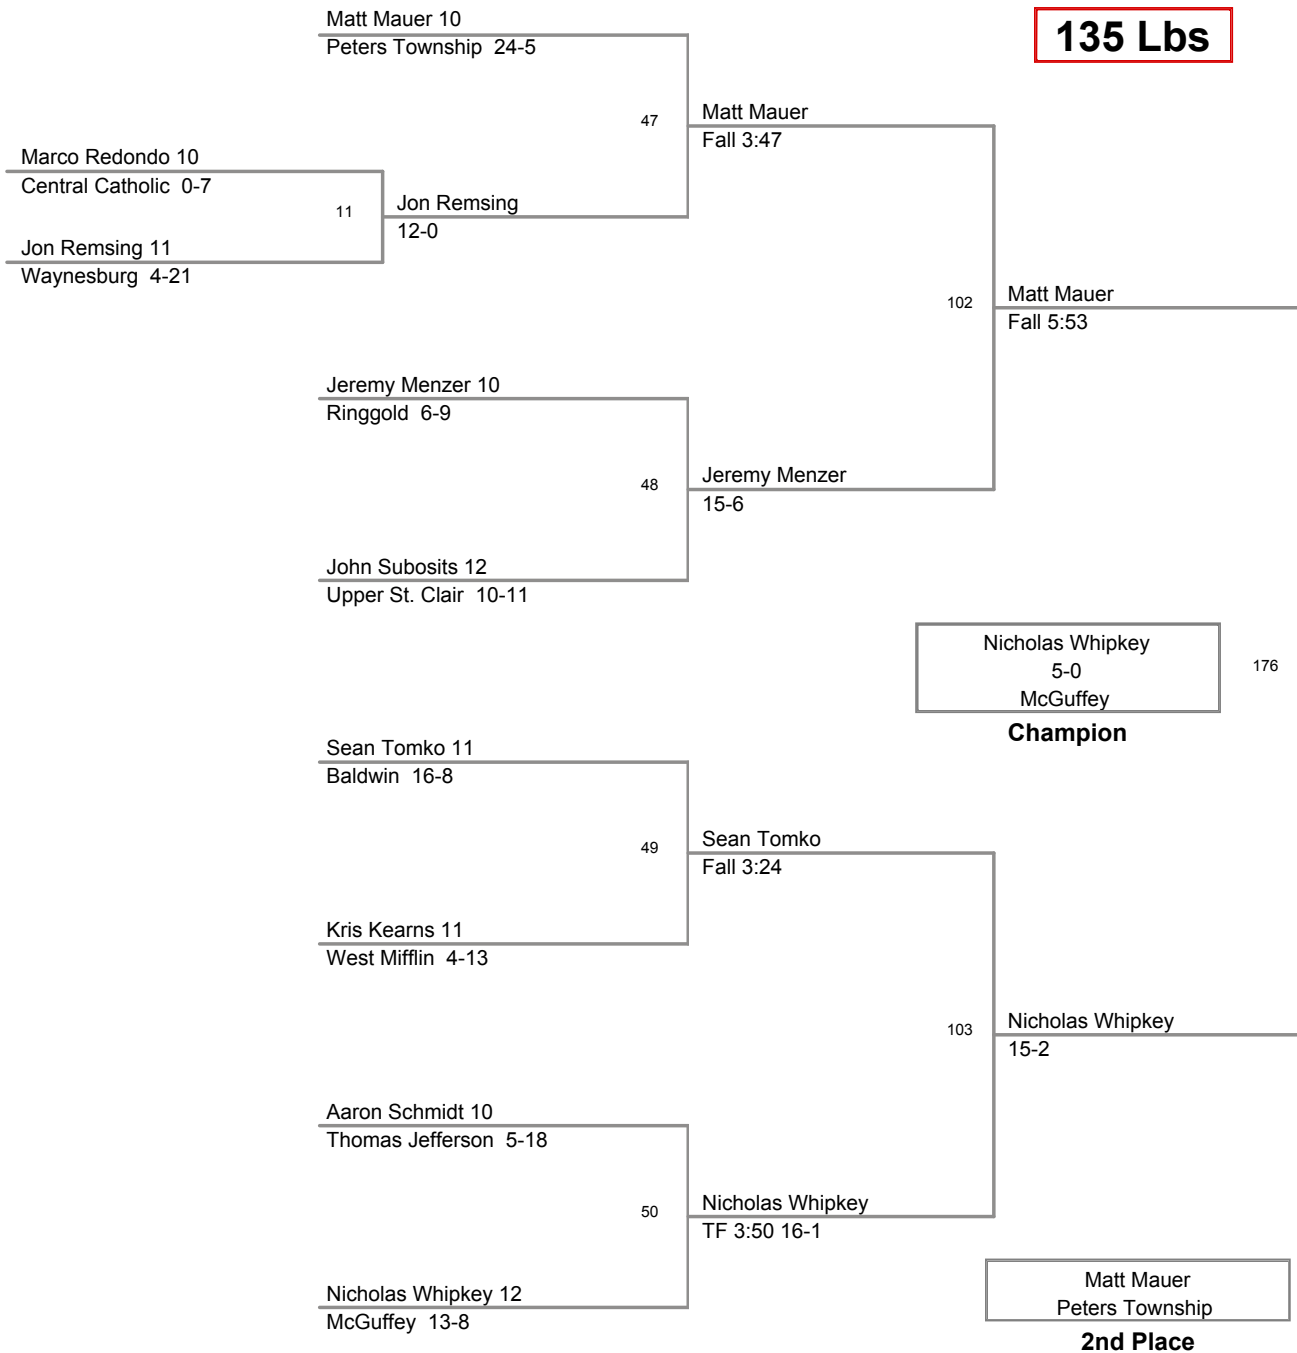 Matt Mauer 10
Peters Township  24-5
135 Lbs
47
Matt Mauer
Fall 3:47
Marco Redondo 10
Central Catholic  0-7
11
Jon Remsing
12-0
Jon Remsing 11
Waynesburg  4-21
102
Matt Mauer
Fall 5:53
Jeremy Menzer 10
Ringgold  6-9
48
Jeremy Menzer
15-6
John Subosits 12
Upper St. Clair  10-11
Nicholas Whipkey
5-0
McGuffey
176
Champion
Sean Tomko 11
Baldwin  16-8
49
Sean Tomko
Fall 3:24
Kris Kearns 11
West Mifflin  4-13
103
Nicholas Whipkey
15-2
Aaron Schmidt 10
Thomas Jefferson  5-18
50
Nicholas Whipkey
TF 3:50 16-1
Nicholas Whipkey 12
McGuffey  13-8
Matt Mauer
Peters Township
2nd Place